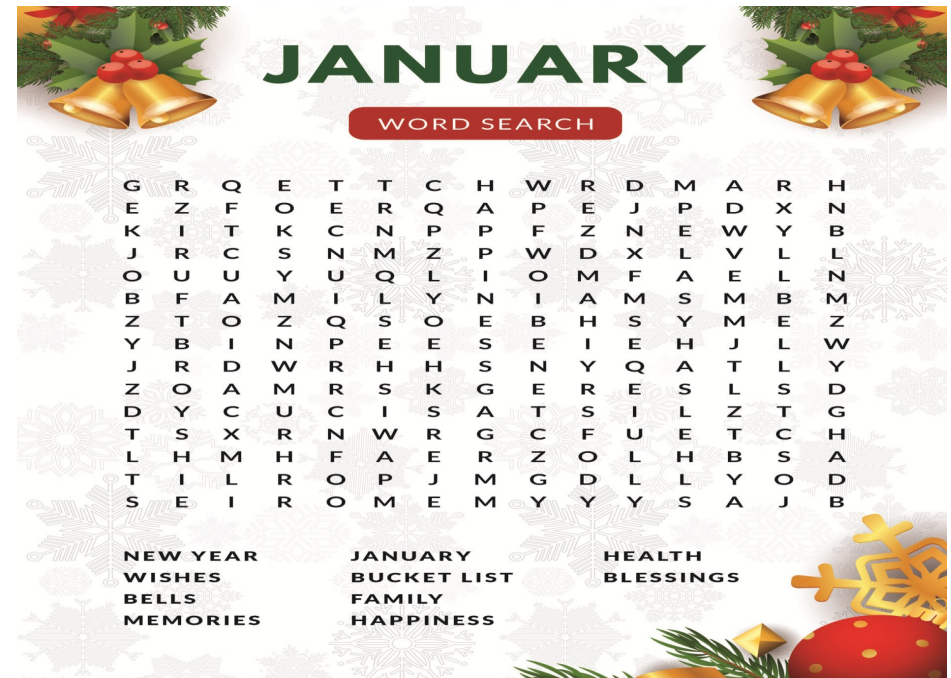 JANUARY
WORD SEARCH
G R Q E T T C H W R D M A R H
E Z F O E R Q A P E J P D X N
K I T K C N P P F Z N E W Y B
J R C S N M Z P W D X L V L L
O U U Y U Q L I O M F A E L N
B F A M I L Y N I A M S M B M
Z T O Z Q S O E B H S Y M E Z
Y B I N P E E S E I E H J L W
J R D W R H H S N Y Q A T L Y
Z O A M R S K G E R E S L S D
D Y C U C I S A T S I L Z T G
T S X R N W R G C F U E T C H
L H M H F A E R Z O L H B S A
T I L R O P J M G D L L Y O D
S E I R O M E M Y Y Y S A J B
NEW YEAR JANUARY HEALTH
WISHES BUCKET LIST BLESSINGS
BELLS FAMILY
MEMORIES HAPPINESS